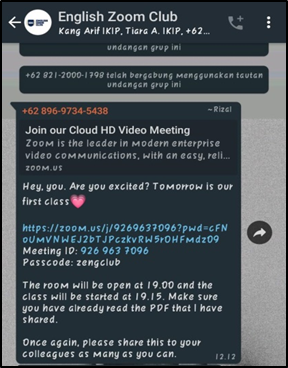 English Zoom Club
Kang Arif IKIP, Tiara A. IKIP, +62...
undangan grup ini
+62 821-2000-1798 telah bergabung menggunakan tautan
undangan grup ini
+62 896-9734-5438
~Rizal
Join our Cloud HD Video Meeting
Zoom is the leader in modern enterprise
video communications, with an easy, reli...
zoom.us
Hey, you. Are you excited? Tomorrow is our
first class💗
https://zoom.us/j/9269637096?pwd=cFN
oUMVNWEJ2bTJPczkvRW5rOHFmdz09
Meeting ID: 926 963 7096
Passcode: zengclub
The room will be open at 19.00 and the
class will be started at 19.15. Make sure
you have already read the PDF that I have
shared.
Once again, please share this to your
colleagues as many as you can.
12.12